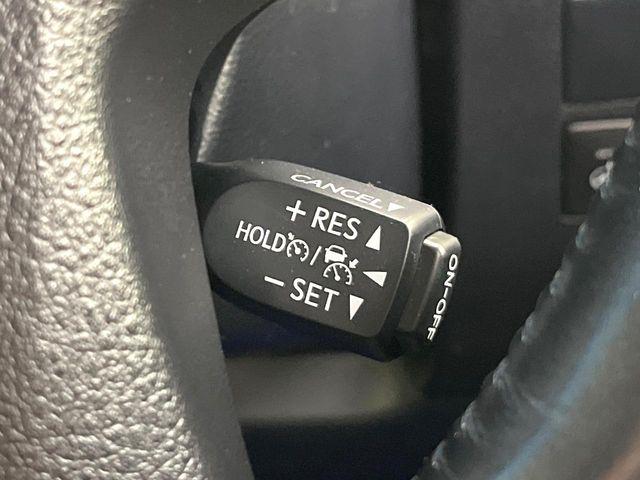 CANCEL▼
+ RES ▲
HOLD / ◀
− SET ▼
ON-OFF